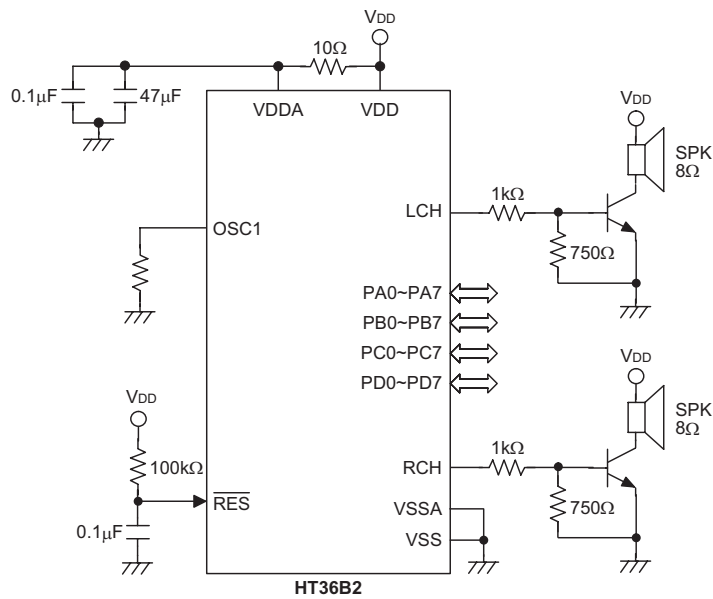 VDD
10Ω
0.1μF
47μF
VDDA
VDD
VDD
SPK
8Ω
1kΩ
LCH
OSC1
750Ω
PA0~PA7
PB0~PB7
PC0~PC7
PD0~PD7
VDD
VDD
SPK
8Ω
1kΩ
100kΩ
RCH
RES
750Ω
VSSA
0.1μF
VSS
HT36B2